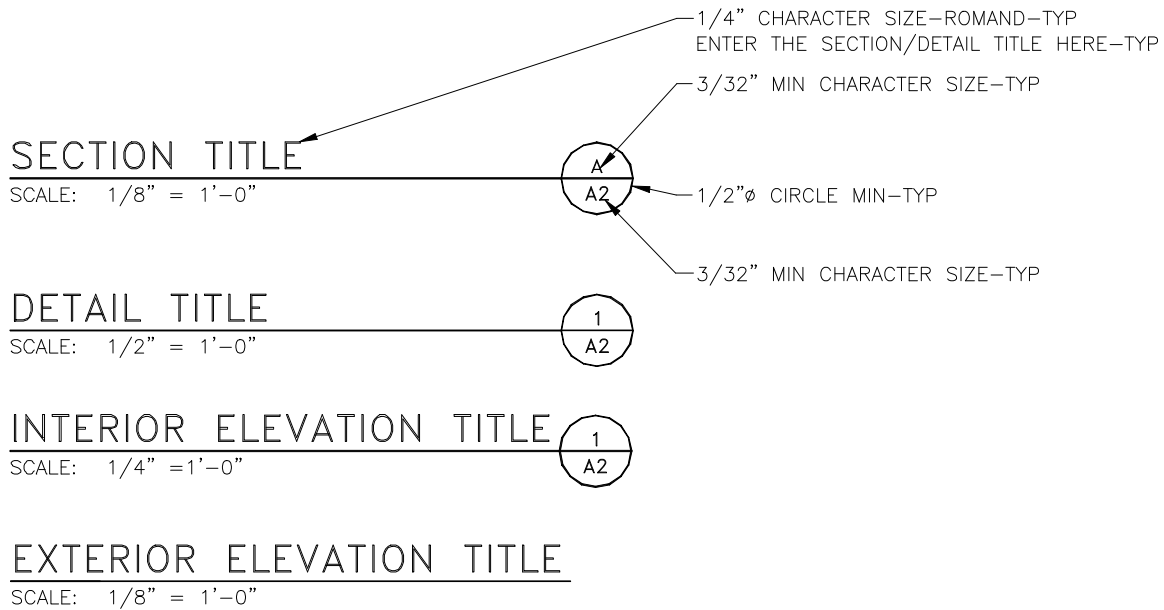 1/4” CHARACTER SIZE-ROMAND-TYP
ENTER THE SECTION/DETAIL TITLE HERE-TYP
3/32” MIN CHARACTER SIZE-TYP
SECTION TITLE
A
SCALE: 1/8” = 1’-0”
A2
1/2”ø CIRCLE MIN-TYP
3/32” MIN CHARACTER SIZE-TYP
DETAIL TITLE
1
SCALE: 1/2” = 1’-0”
A2
INTERIOR ELEVATION TITLE
1
SCALE: 1/4” =1’-0”
A2
EXTERIOR ELEVATION TITLE
SCALE: 1/8” = 1’-0”